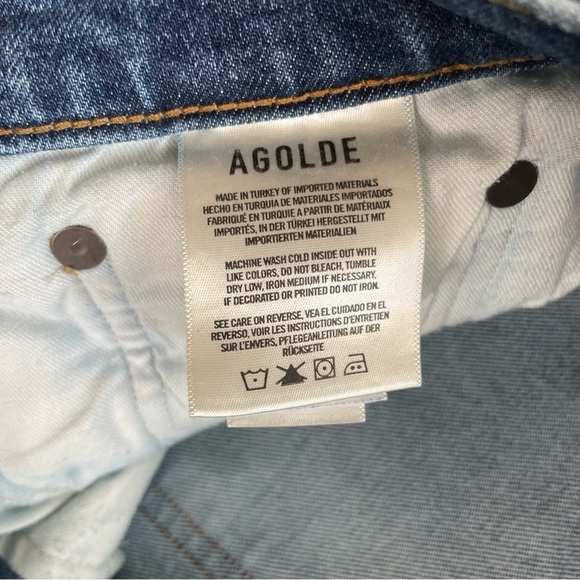 AGOLDE
MADE IN TURKEY OF IMPORTED MATERIALS
HECHO EN TURQUIA DE MATERIALES IMPORTADOS
FABRIQUÉ EN TURQUIE A PARTIR DE MATÉRIAUX
IMPORTÉS, IN DER TÜRKEI HERGESTELLT MIT
IMPORTIERTEN MATERIALIEN
MACHINE WASH COLD INSIDE OUT WITH
LIKE COLORS, DO NOT BLEACH, TUMBLE
DRY LOW, IRON MEDIUM IF NECESSARY,
IF DECORATED OR PRINTED DO NOT IRON.
SEE CARE ON REVERSE, VEA EL CUIDADO EN EL
REVERSO, VOIR LES INSTRUCTIONS D'ENTRETIEN
SUR L'ENVERS, PFLEGEANLEITUNG AUF DER
RÜCKSEITE